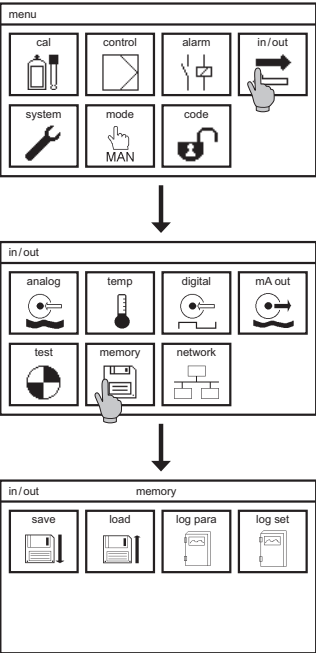 menu
cal control alarm in/out
system mode code
MAN
in/out
analog temp digital mA out
test memory network
in/out memory
save load log para log set